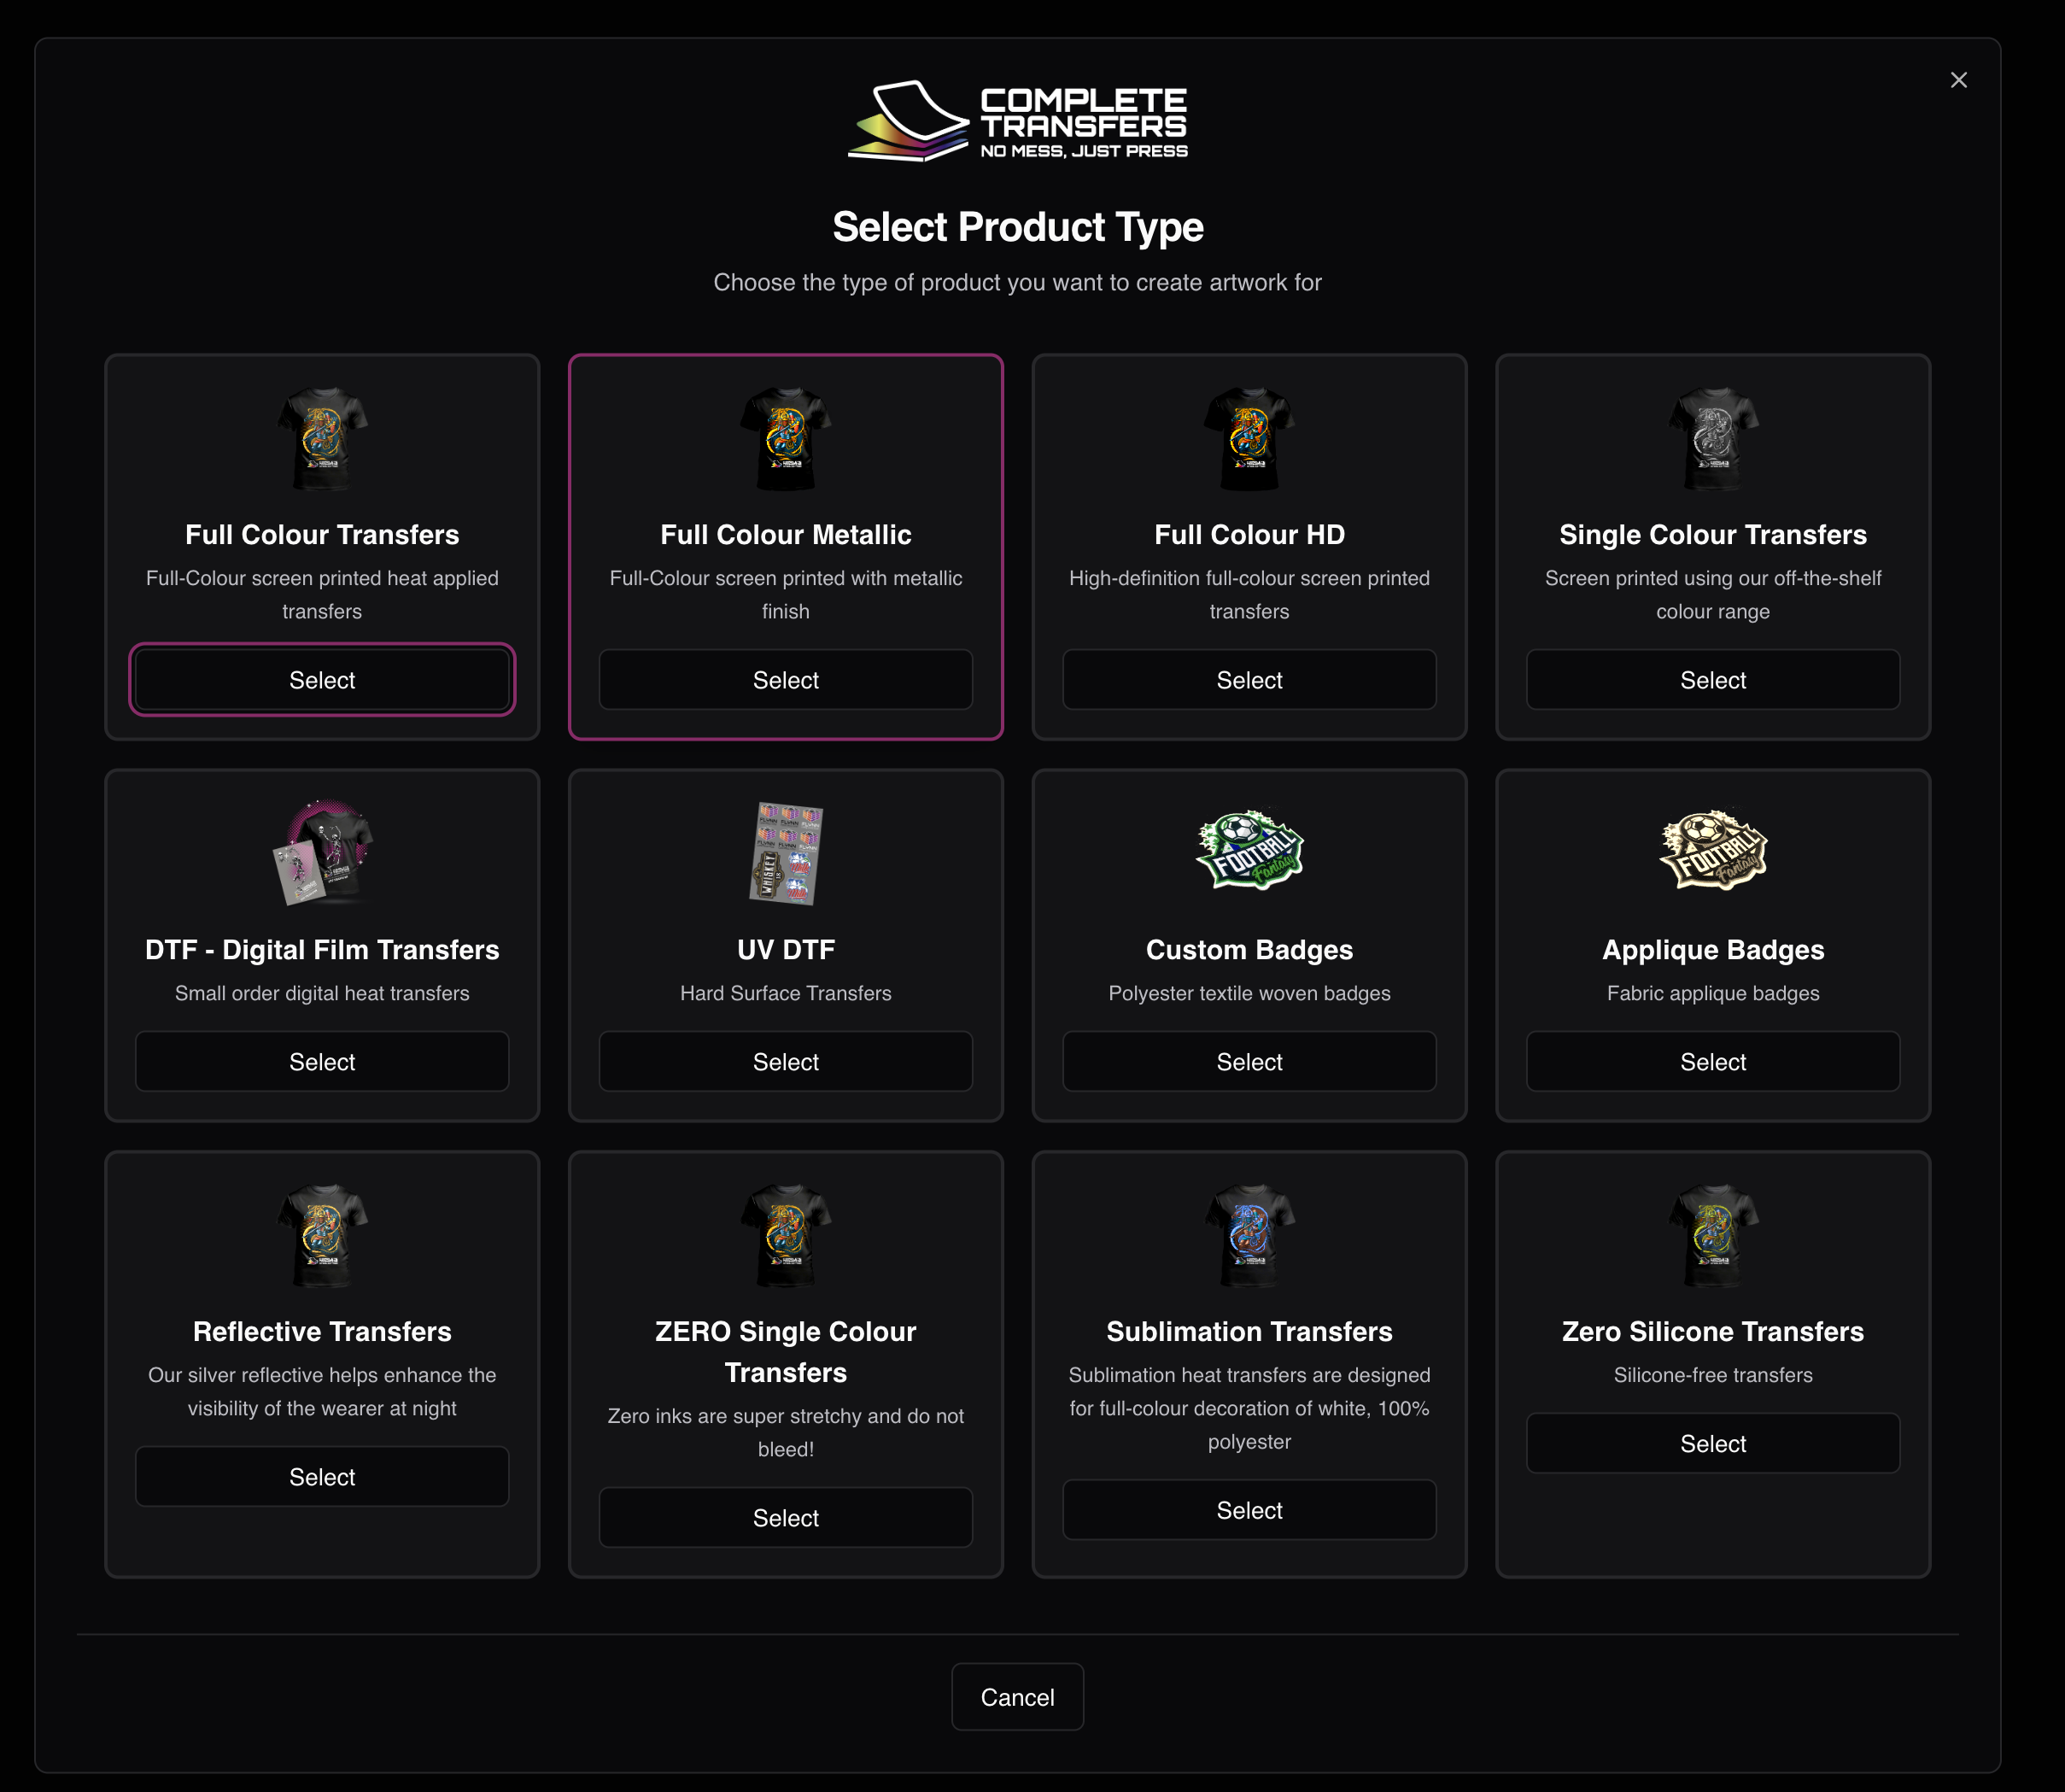 COMPLETE
TRANSFERS
NO MESS, JUST PRESS
Select Product Type
Choose the type of product you want to create artwork for
Full Colour Transfers
Full-Colour screen printed heat applied
transfers
Select
Full Colour Metallic
Full-Colour screen printed with metallic
finish
Select
Full Colour HD
High-definition full-colour screen printed
transfers
Select
Single Colour Transfers
Screen printed using our off-the-shelf
colour range
Select
DTF - Digital Film Transfers
Small order digital heat transfers
Select
WHISKEY
UV DTF
Hard Surface Transfers
Select
FOOTBALL
Fantasy
Custom Badges
Polyester textile woven badges
Select
FOOTBALL
Fantasy
Applique Badges
Fabric applique badges
Select
Reflective Transfers
Our silver reflective helps enhance the
visibility of the wearer at night
Select
ZERO Single Colour
Transfers
Zero inks are super stretchy and do not
bleed!
Select
Sublimation Transfers
Sublimation heat transfers are designed
for full-colour decoration of white, 100%
polyester
Select
Zero Silicone Transfers
Silicone-free transfers
Select
Cancel